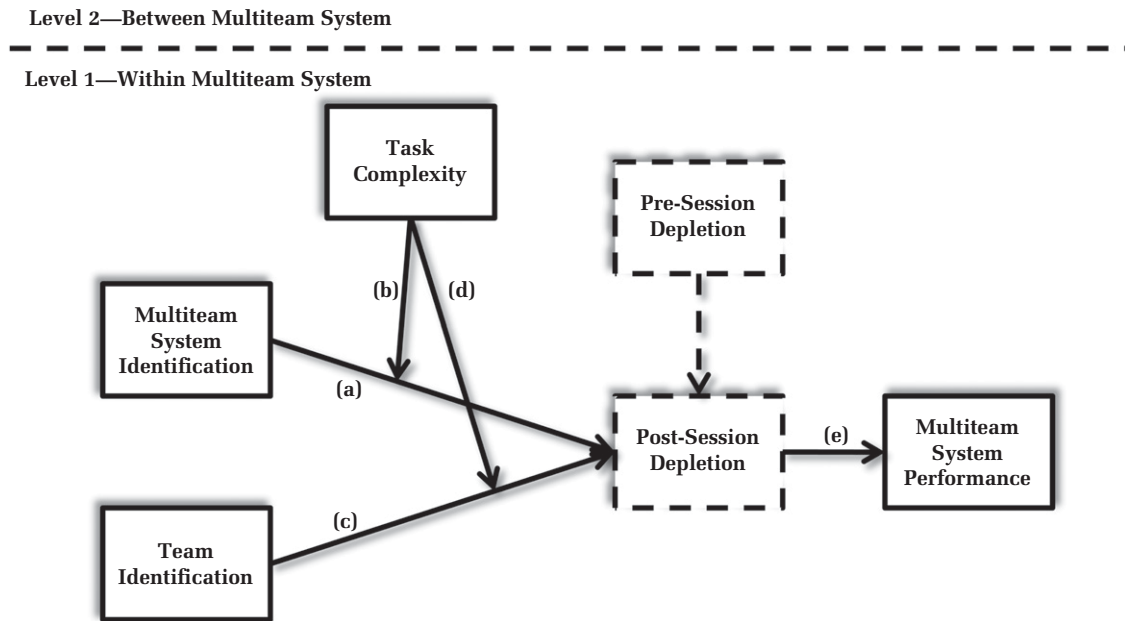 Level 2—Between Multiteam System
Level 1—Within Multiteam System
Task
Complexity
Pre-Session
Depletion
(b)
(d)
Multiteam
System
Identification
(a)
Post-Session
Depletion
(e)
Multiteam
System
Performance
(c)
Team
Identification